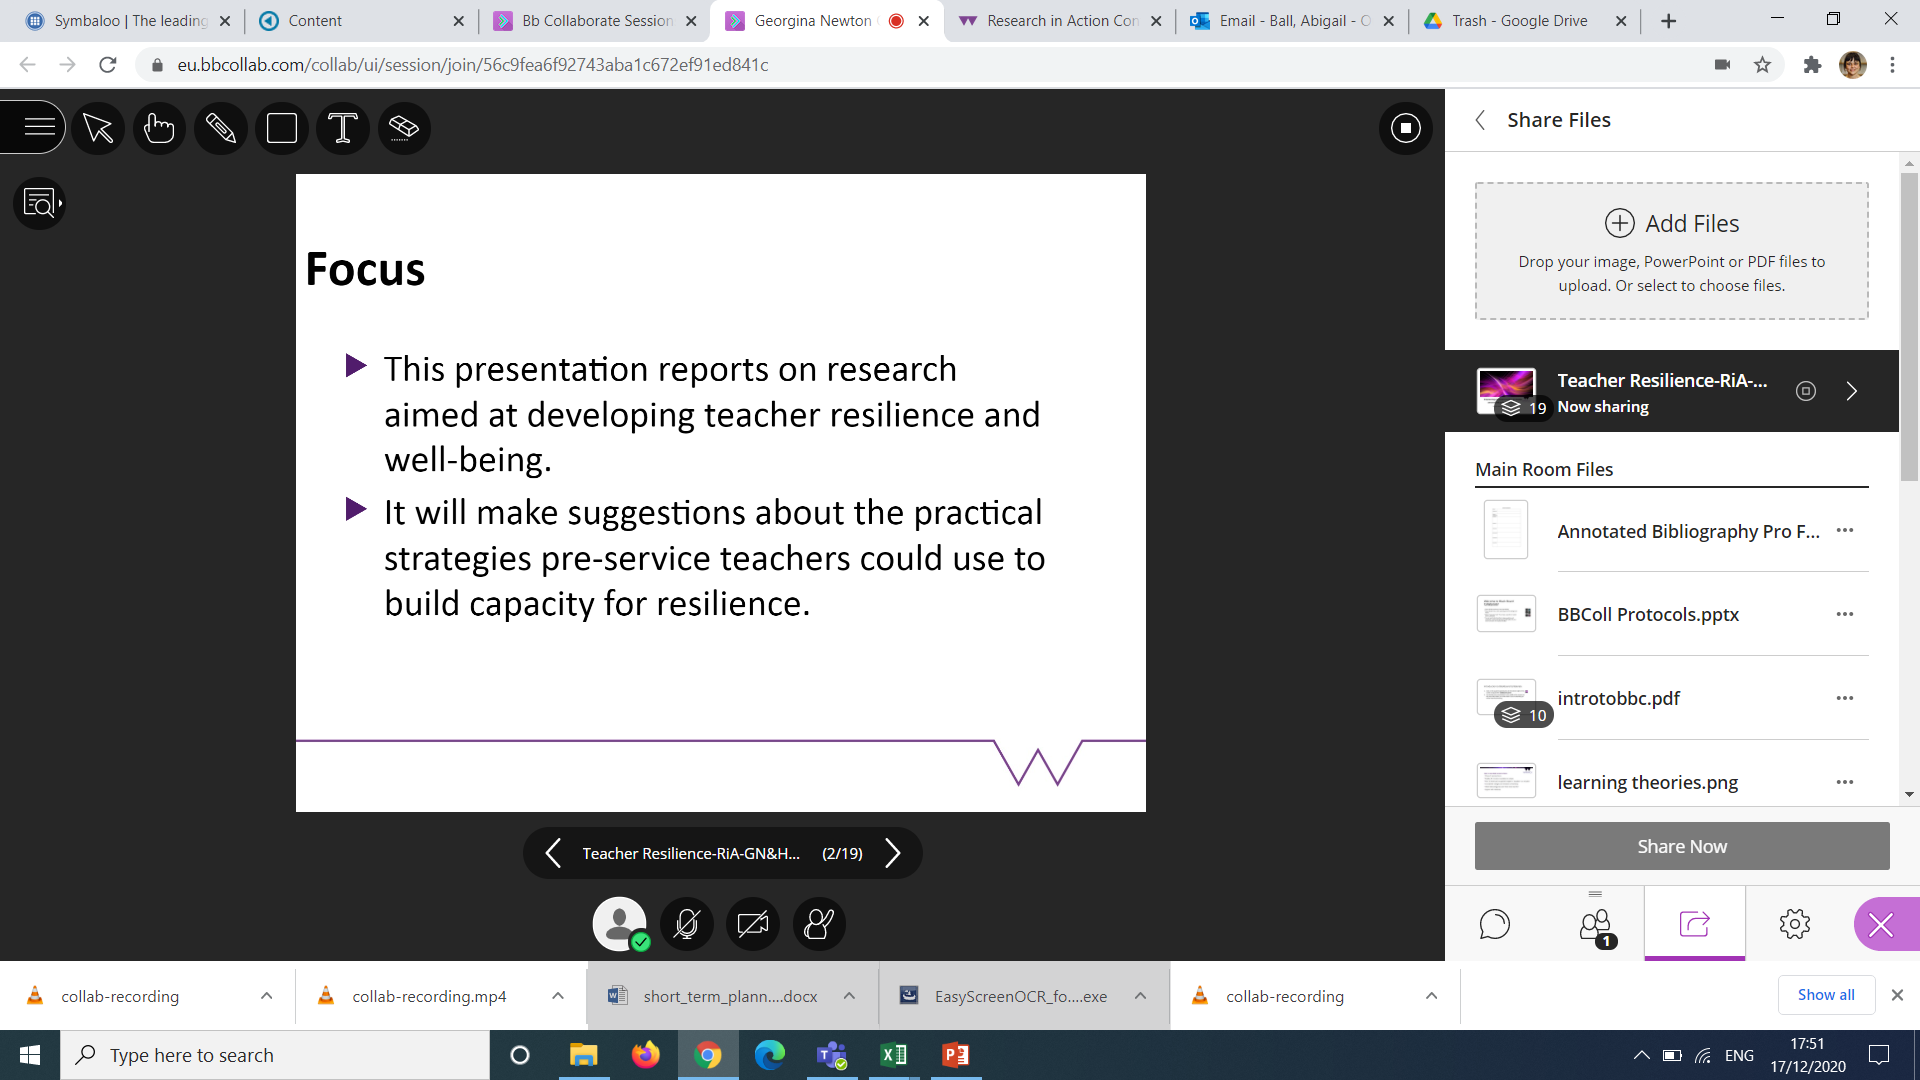 Symbaloo | The leading
Content
Bb Collaborate Session
Georgina Newton
Research in Action Con
Email - Ball, Abigail - O
Trash - Google Drive
eu.bbcollab.com/collab/ui/session/join/56c9fea6f92743aba1c672ef91ed841c
Focus
This presentation reports on research
aimed at developing teacher resilience and
well-being.
It will make suggestions about the practical
strategies pre-service teachers could use to
build capacity for resilience.
Teacher Resilience-RiA-GN&H... (2/19)
Share Files
Add Files
Drop your image, PowerPoint or PDF files to
upload. Or select to choose files.
Teacher Resilience-RiA-...
19 Now sharing
Main Room Files
Annotated Bibliography Pro F...
BBColl Protocols.pptx
introtobbc.pdf
10
learning theories.png
Share Now
1
collab-recording
collab-recording.mp4
short_term_plann....docx
EasyScreenOCR_fo....exe
collab-recording
Show all
Type here to search
ENG
17:51
17/12/2020